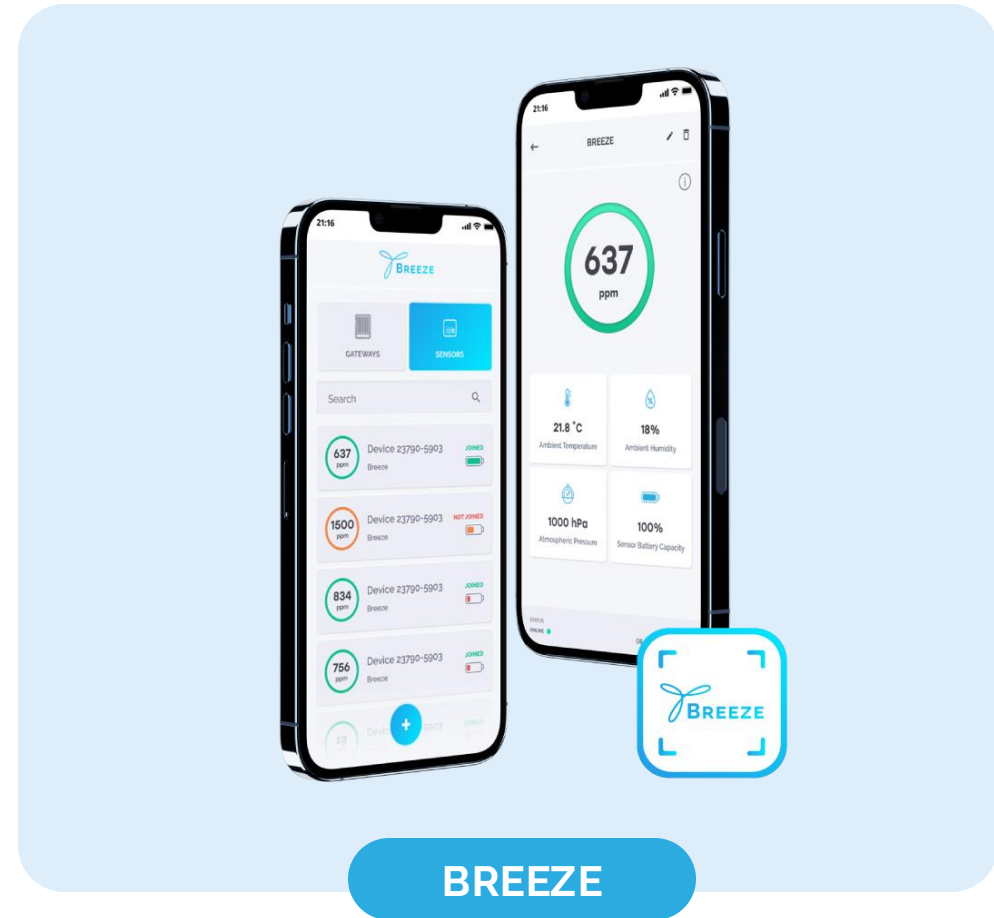 21:16
BREEZE
GATEWAYS
SENSORS
Search
637
ppm
Device 23790-5903
Breeze
JOINED
1500
ppm
Device 23790-5903
Breeze
NOT JOINED
834
ppm
Device 23790-5903
Breeze
JOINED
756
ppm
Device 23790-5903
Breeze
JOINED
19
+
21:16
BREEZE
637
ppm
21.8 °C
Ambient Temperature
18%
Ambient Humidity
1000 hPa
Atmospheric Pressure
100%
Sensor Battery Capacity
STATUS
ONLINE
BREEZE
BREEZE